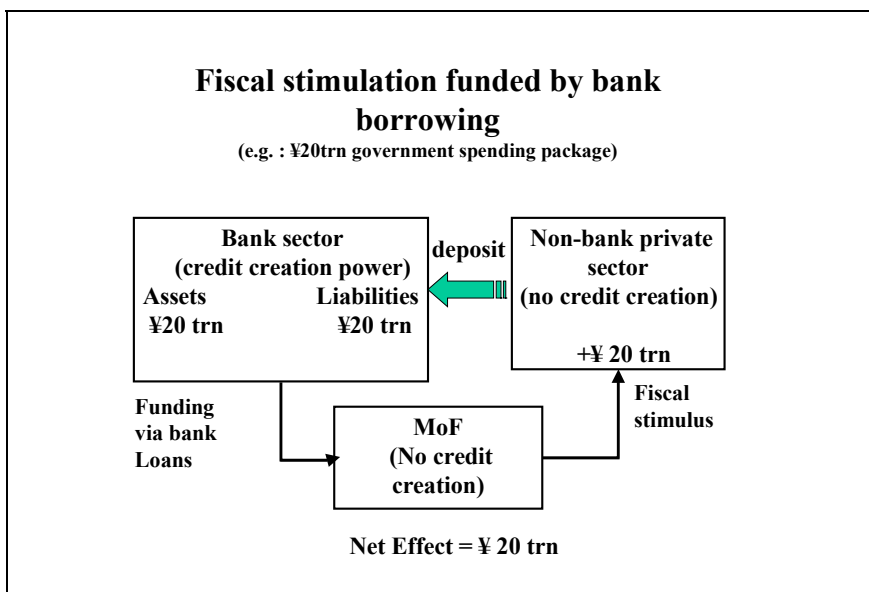 Fiscal stimulation funded by bank
borrowing
(e.g. : ¥20trn government spending package)
Bank sector
(credit creation power)
Assets Liabilities
¥20 trn ¥20 trn
deposit
Non-bank private
sector
(no credit creation)
+¥ 20 trn
Funding
via bank
Loans
MoF
(No credit
creation)
Fiscal
stimulus
Net Effect = ¥ 20 trn